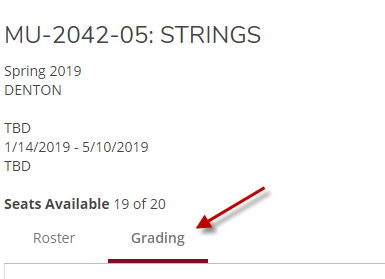 MU-2042-05: STRINGS
Spring 2019
DENTON
TBD
1/14/2019 - 5/10/2019
TBD
Seats Available 19 of 20
Roster Grading